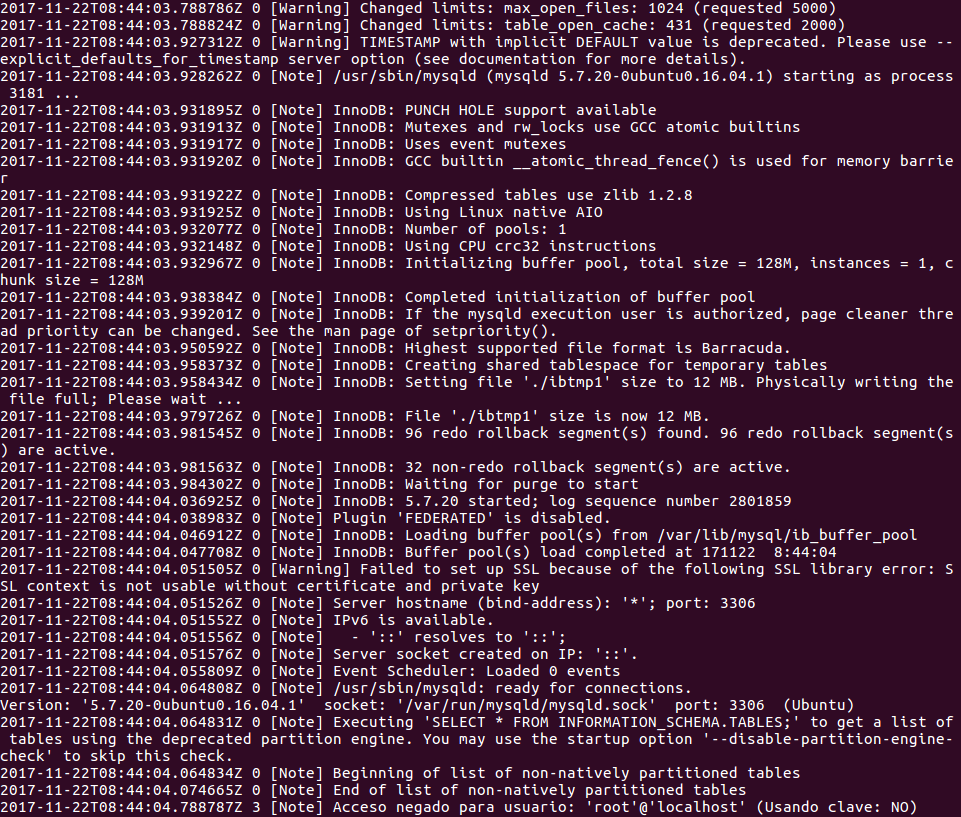 2017-11-22T08:44:03.788786Z 0 [Warning] Changed limits: max_open_files: 1024 (requested 5000)
2017-11-22T08:44:03.788824Z 0 [Warning] Changed limits: table_open_cache: 431 (requested 2000)
2017-11-22T08:44:03.927312Z 0 [Warning] TIMESTAMP with implicit DEFAULT value is deprecated. Please use --
explicit_defaults_for_timestamp server option (see documentation for more details).
2017-11-22T08:44:03.928262Z 0 [Note] /usr/sbin/mysqld (mysqld 5.7.20-0ubuntu0.16.04.1) starting as process
 3181 ...
2017-11-22T08:44:03.931895Z 0 [Note] InnoDB: PUNCH HOLE support available
2017-11-22T08:44:03.931913Z 0 [Note] InnoDB: Mutexes and rw_locks use GCC atomic builtins
2017-11-22T08:44:03.931917Z 0 [Note] InnoDB: Uses event mutexes
2017-11-22T08:44:03.931920Z 0 [Note] InnoDB: GCC builtin __atomic_thread_fence() is used for memory barrie
r
2017-11-22T08:44:03.931922Z 0 [Note] InnoDB: Compressed tables use zlib 1.2.8
2017-11-22T08:44:03.931925Z 0 [Note] InnoDB: Using Linux native AIO
2017-11-22T08:44:03.932077Z 0 [Note] InnoDB: Number of pools: 1
2017-11-22T08:44:03.932148Z 0 [Note] InnoDB: Using CPU crc32 instructions
2017-11-22T08:44:03.932967Z 0 [Note] InnoDB: Initializing buffer pool, total size = 128M, instances = 1, c
hunk size = 128M
2017-11-22T08:44:03.938384Z 0 [Note] InnoDB: Completed initialization of buffer pool
2017-11-22T08:44:03.939201Z 0 [Note] InnoDB: If the mysqld execution user is authorized, page cleaner thre
ad priority can be changed. See the man page of setpriority().
2017-11-22T08:44:03.950592Z 0 [Note] InnoDB: Highest supported file format is Barracuda.
2017-11-22T08:44:03.958373Z 0 [Note] InnoDB: Creating shared tablespace for temporary tables
2017-11-22T08:44:03.958434Z 0 [Note] InnoDB: Setting file './ibtmp1' size to 12 MB. Physically writing the
 file full; Please wait ...
2017-11-22T08:44:03.979726Z 0 [Note] InnoDB: File './ibtmp1' size is now 12 MB.
2017-11-22T08:44:03.981545Z 0 [Note] InnoDB: 96 redo rollback segment(s) found. 96 redo rollback segment(s
) are active.
2017-11-22T08:44:03.981563Z 0 [Note] InnoDB: 32 non-redo rollback segment(s) are active.
2017-11-22T08:44:03.984302Z 0 [Note] InnoDB: Waiting for purge to start
2017-11-22T08:44:04.036925Z 0 [Note] InnoDB: 5.7.20 started; log sequence number 2801859
2017-11-22T08:44:04.038983Z 0 [Note] Plugin 'FEDERATED' is disabled.
2017-11-22T08:44:04.046912Z 0 [Note] InnoDB: Loading buffer pool(s) from /var/lib/mysql/ib_buffer_pool
2017-11-22T08:44:04.047708Z 0 [Note] InnoDB: Buffer pool(s) load completed at 171122  8:44:04
2017-11-22T08:44:04.051505Z 0 [Warning] Failed to set up SSL because of the following SSL library error: S
SL context is not usable without certificate and private key
2017-11-22T08:44:04.051526Z 0 [Note] Server hostname (bind-address): '*'; port: 3306
2017-11-22T08:44:04.051552Z 0 [Note] IPv6 is available.
2017-11-22T08:44:04.051556Z 0 [Note]   - '::' resolves to '::';
2017-11-22T08:44:04.051576Z 0 [Note] Server socket created on IP: '::'.
2017-11-22T08:44:04.055809Z 0 [Note] Event Scheduler: Loaded 0 events
2017-11-22T08:44:04.064808Z 0 [Note] /usr/sbin/mysqld: ready for connections.
Version: '5.7.20-0ubuntu0.16.04.1'  socket: '/var/run/mysqld/mysqld.sock'  port: 3306  (Ubuntu)
2017-11-22T08:44:04.064831Z 0 [Note] Executing 'SELECT * FROM INFORMATION_SCHEMA.TABLES;' to get a list of
 tables using the deprecated partition engine. You may use the startup option '--disable-partition-engine-
check' to skip this check.
2017-11-22T08:44:04.064834Z 0 [Note] Beginning of list of non-natively partitioned tables
2017-11-22T08:44:04.074665Z 0 [Note] End of list of non-natively partitioned tables
2017-11-22T08:44:04.788787Z 3 [Note] Acceso negado para usuario: 'root'@'localhost' (Usando clave: NO)